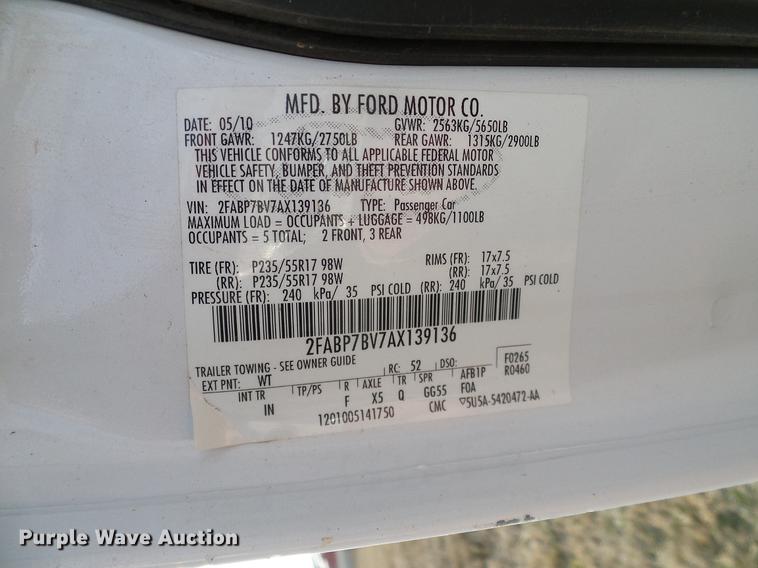 MFD. BY FORD MOTOR CO.
DATE: 05/10 GVWR: 2563KG/5650LB
FRONT GAWR: 1247KG/2750LB REAR GAWR: 1315KG/2900LB
THIS VEHICLE CONFORMS TO ALL APPLICABLE FEDERAL MOTOR
VEHICLE SAFETY, BUMPER, AND THEFT PREVENTION STANDARDS
IN EFFECT ON THE DATE OF MANUFACTURE SHOWN ABOVE.
VIN: 2FABP7BV7AX139136 TYPE: Passenger Car
MAXIMUM LOAD = OCCUPANTS + LUGGAGE = 498KG/1100LB
OCCUPANTS = 5 TOTAL; 2 FRONT, 3 REAR
TIRE (FR): P235/55R17 98W RIMS (FR): 17x7.5
(RR): P235/55R17 98W (RR): 17x7.5
PRESSURE (FR): 240 kPa/ 35 PSI COLD (RR): 240 kPa/ 35 PSI COLD
2FABP7BV7AX139136
TRAILER TOWING - SEE OWNER GUIDE
EXT PNT: WT RC: 52 DSO: F0265
INT TR TP/PS R AXLE TR SPR AFB1P R0460
IN F X5 Q GG55 FOA
1201005141750 CMC ▽5U5A-5420472-AA
Purple Wave Auction